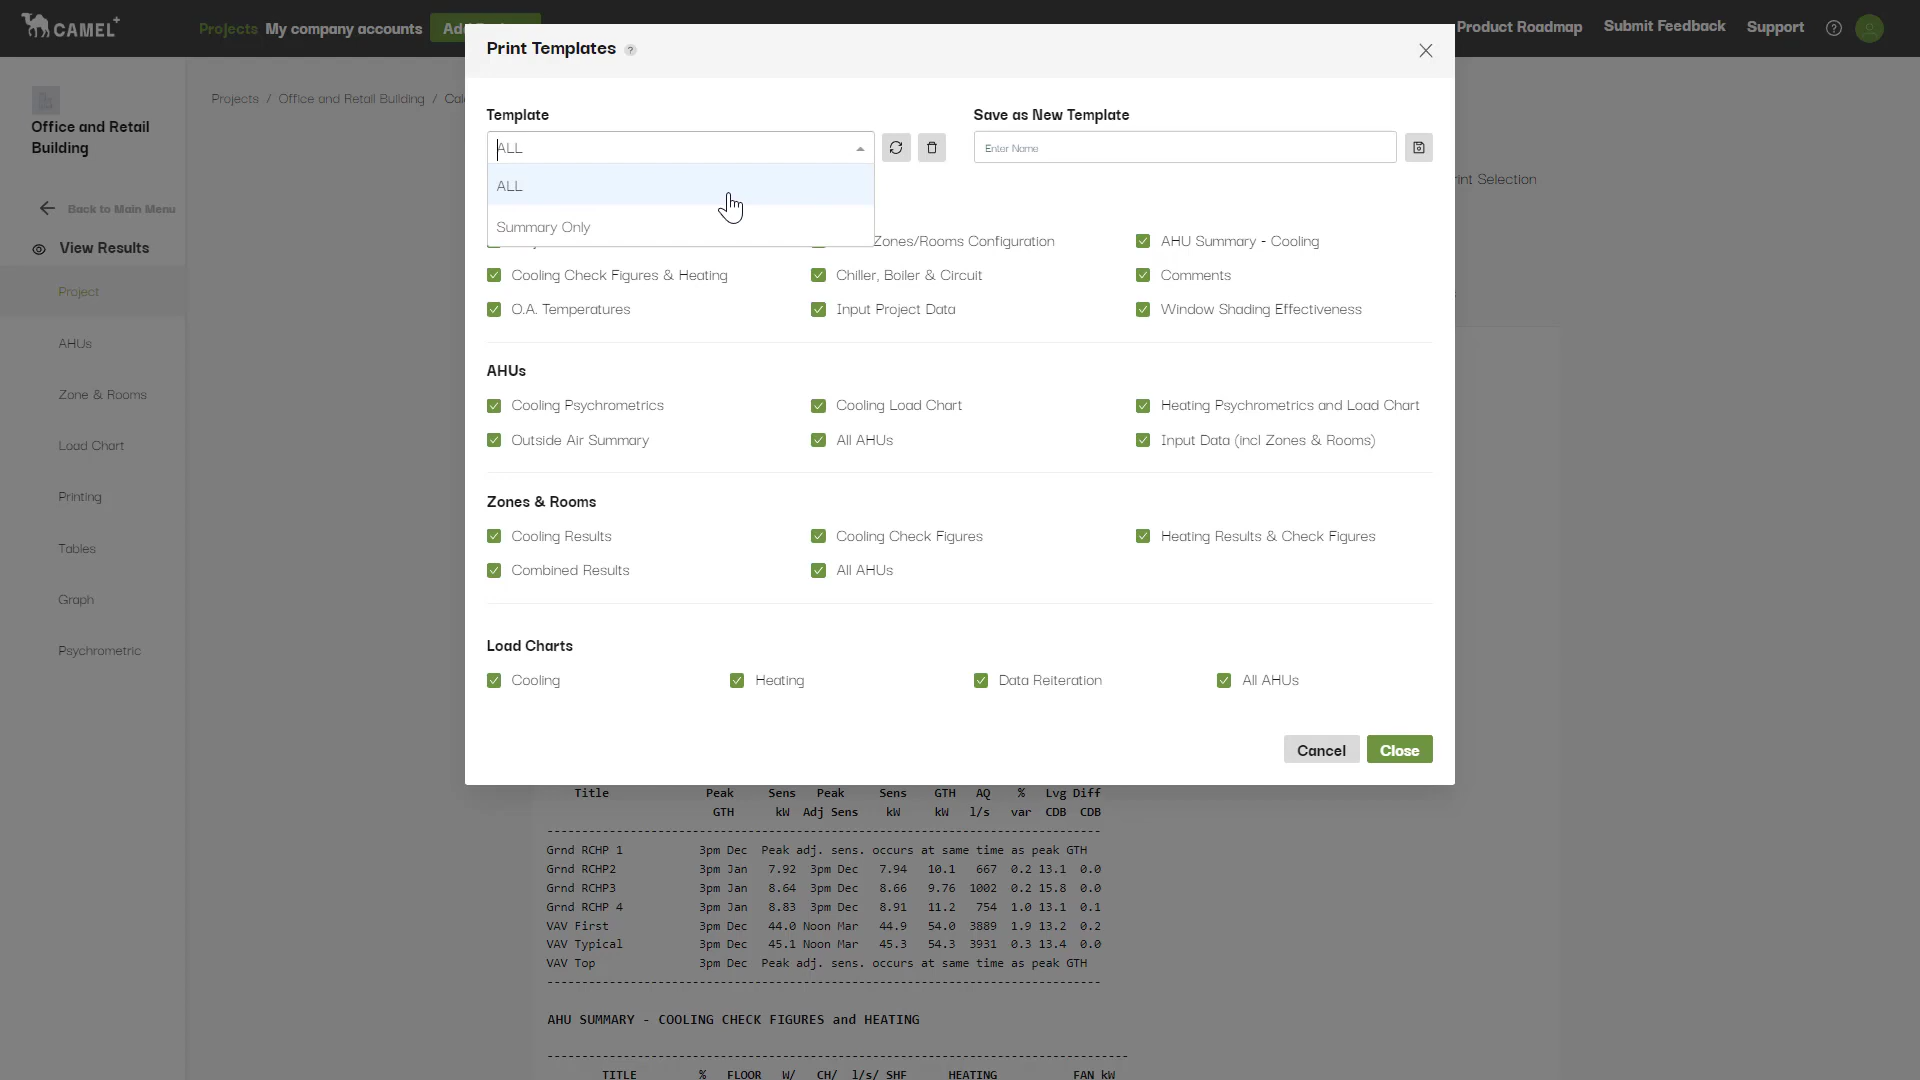 CAMEL+
Projects My company accounts Add
Product Roadmap Submit Feedback Support ?
Print Templates ?
Projects / Office and Retail Building /
Office and Retail
Building
Template
Save as New Template
ALL
Enter Name
ALL
Summary Only
Print Selection
Back to Main Menu
View Results
Project
AHUs
Zone & Rooms
Load Chart
Printing
Tables
Graph
Psychrometric
Zones/Rooms Configuration
AHU Summary - Cooling
Cooling Check Figures & Heating
Chiller, Boiler & Circuit
Comments
O.A. Temperatures
Input Project Data
Window Shading Effectiveness
AHUs
Cooling Psychrometrics
Cooling Load Chart
Heating Psychrometrics and Load Chart
Outside Air Summary
All AHUs
Input Data (incl Zones & Rooms)
Zones & Rooms
Cooling Results
Cooling Check Figures
Heating Results & Check Figures
Combined Results
All AHUs
Load Charts
Cooling
Heating
Data Reiteration
All AHUs
Cancel
Close
Title Peak Sens Peak Sens GTH AQ % Lvg Diff
GTH kW Adj Sens kW kW l/s var CDB CDB
Grnd RCHP 1 3pm Dec Peak adj. sens. occurs at same time as peak GTH
Grnd RCHP2 3pm Jan 7.92 3pm Dec 7.94 10.1 667 0.2 13.1 0.0
Grnd RCHP3 3pm Jan 8.64 3pm Dec 8.66 9.76 1002 0.2 15.8 0.0
Grnd RCHP 4 3pm Jan 8.83 3pm Dec 8.91 11.2 754 1.0 13.1 0.1
VAV First 3pm Dec 44.0 Noon Mar 44.9 54.0 3889 1.9 13.2 0.2
VAV Typical 3pm Dec 45.1 Noon Mar 45.3 54.3 3931 0.3 13.4 0.0
VAV Top 3pm Dec Peak adj. sens. occurs at same time as peak GTH
AHU SUMMARY - COOLING CHECK FIGURES and HEATING
TITLE % FLOOR W/ CH/ l/s/ SHF HEATING FAN kW